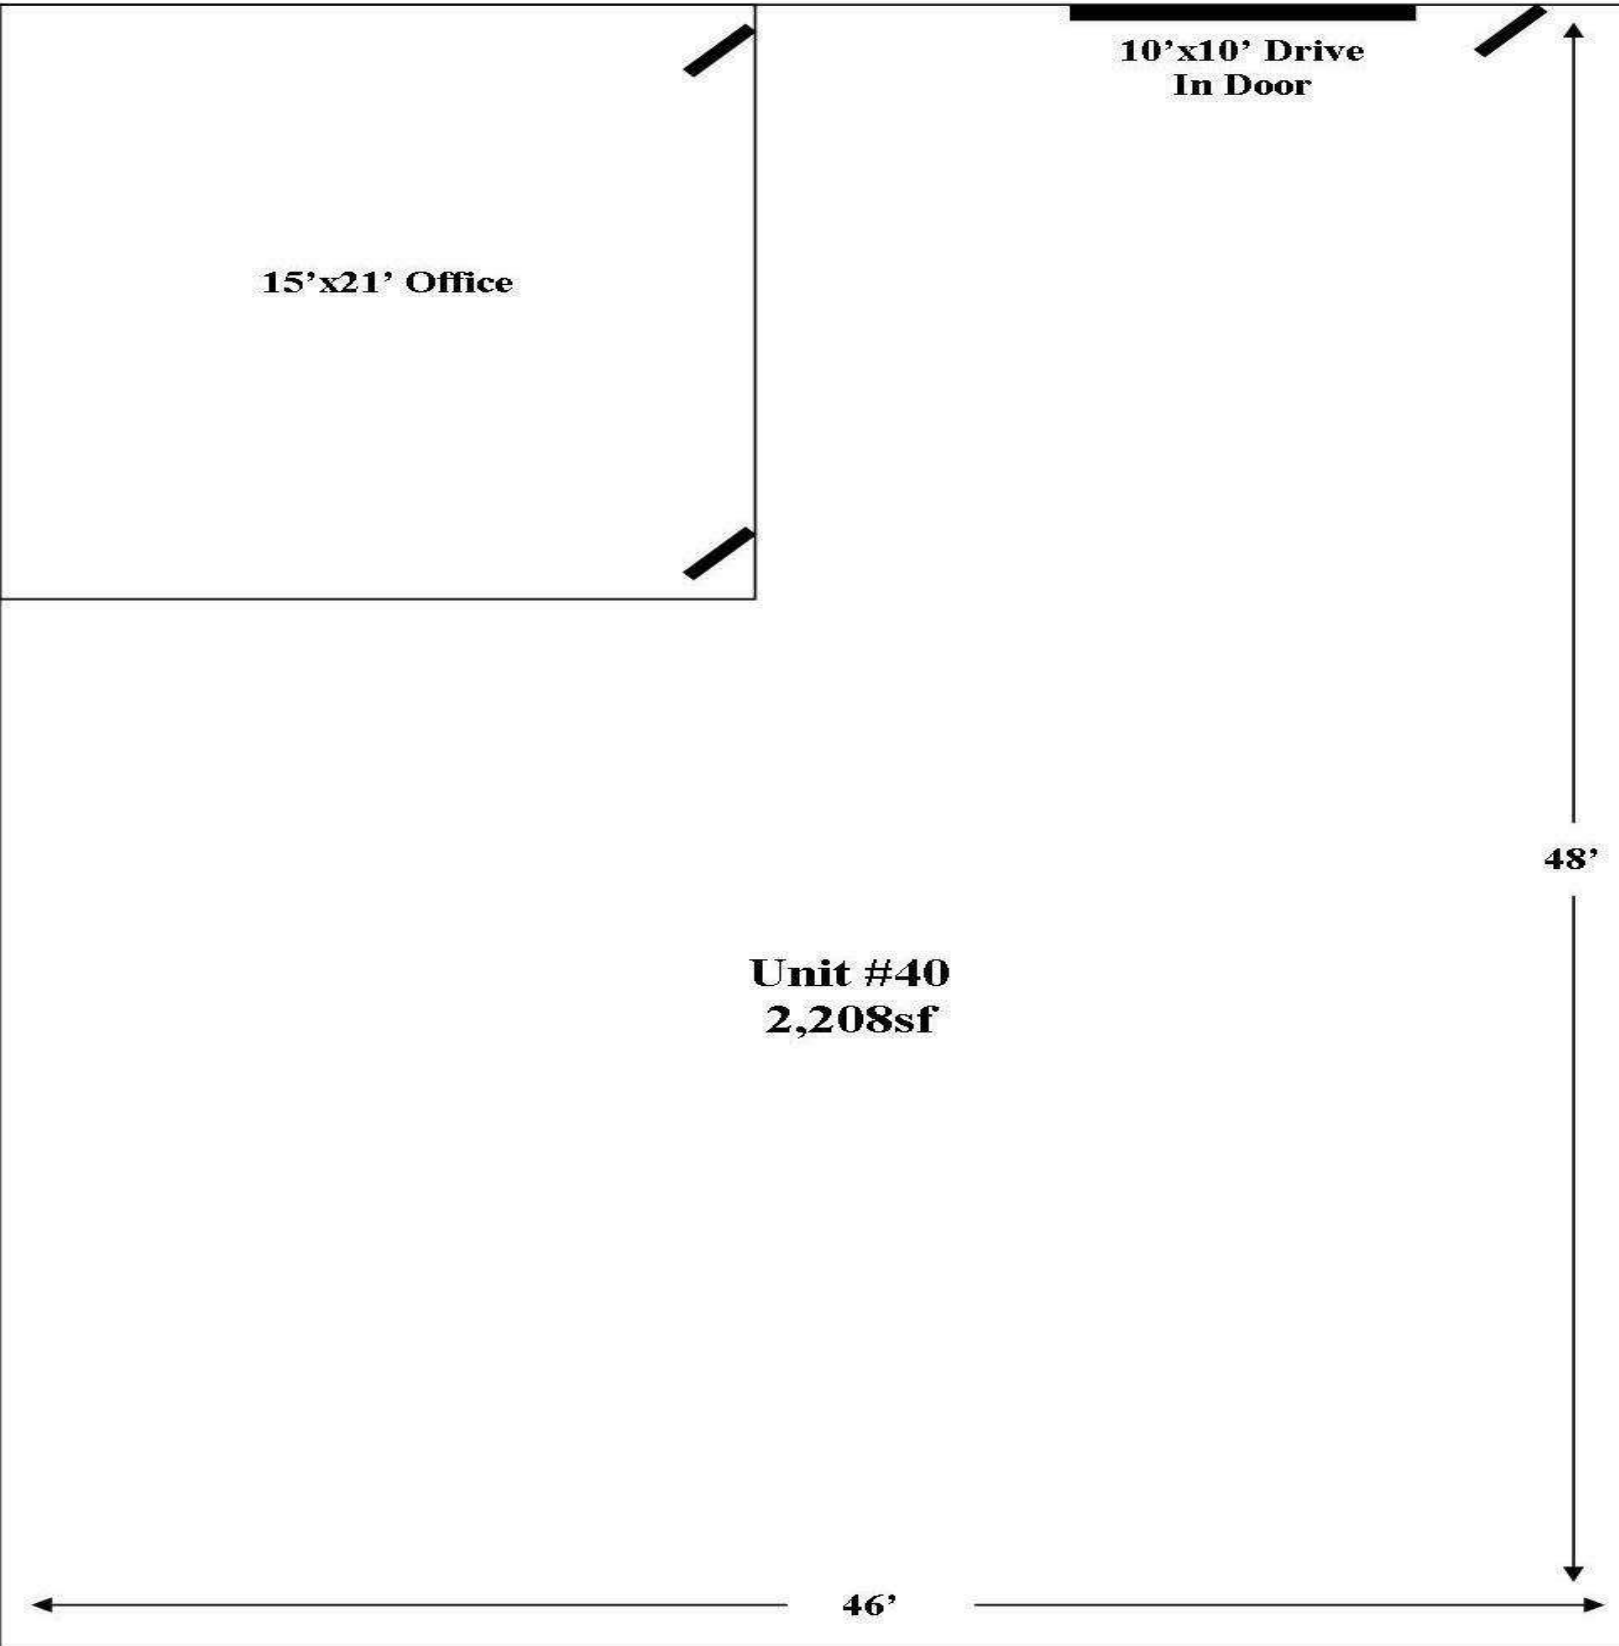 10’x10’ Drive
In Door
15’x21’ Office
48’
Unit #40
2,208sf
46’